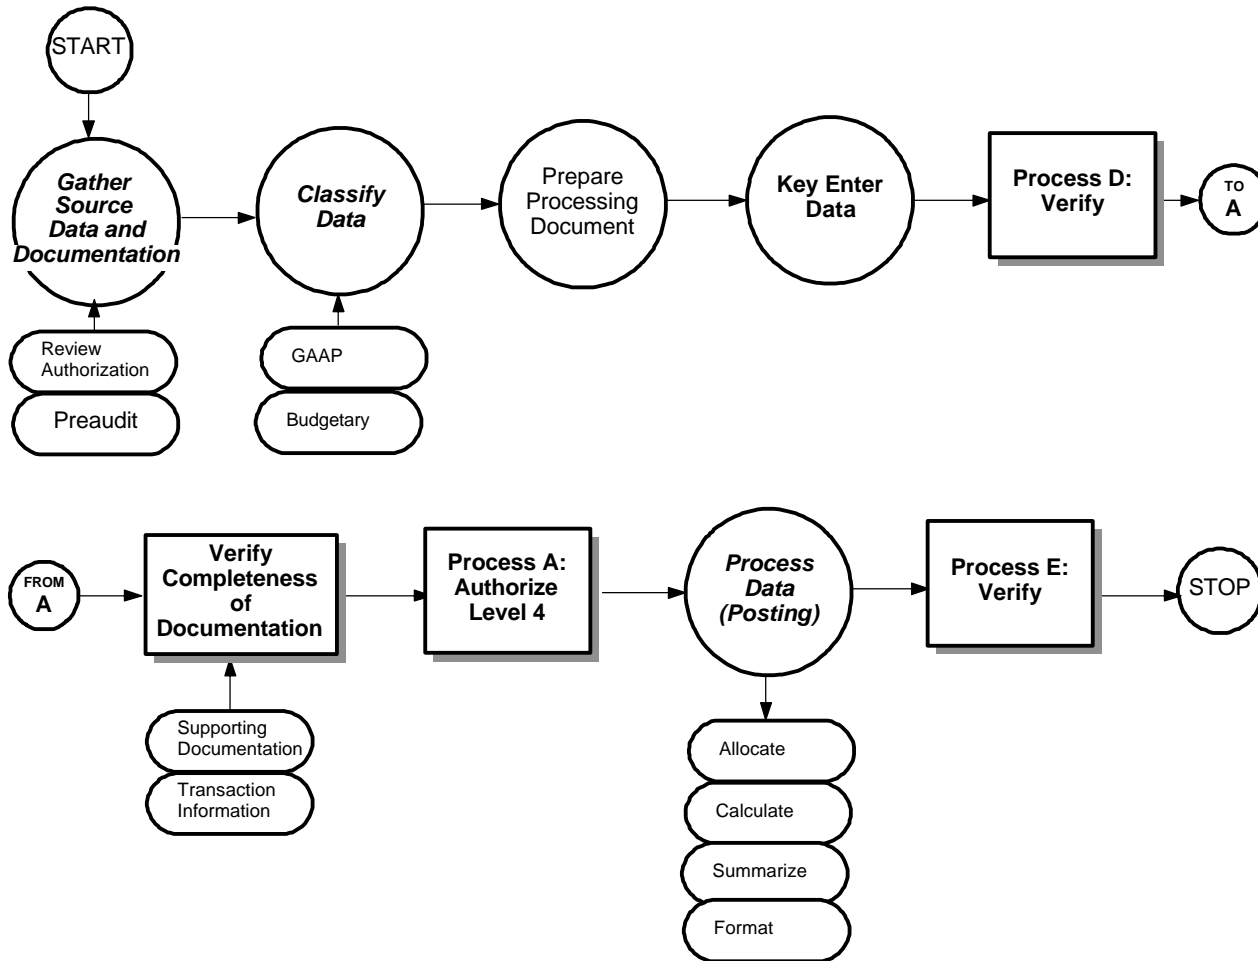 START
Gather
Source
Data and
Documentation
Classify
Data
Prepare
Processing
Document
Key Enter
Data
Process D:
Verify
TO
A
Review
Authorization
Preaudit
GAAP
Budgetary
FROM
A
Verify
Completeness
of
Documentation
Process A:
Authorize
Level 4
Process
Data
(Posting)
Process E:
Verify
STOP
Supporting
Documentation
Transaction
Information
Allocate
Calculate
Summarize
Format